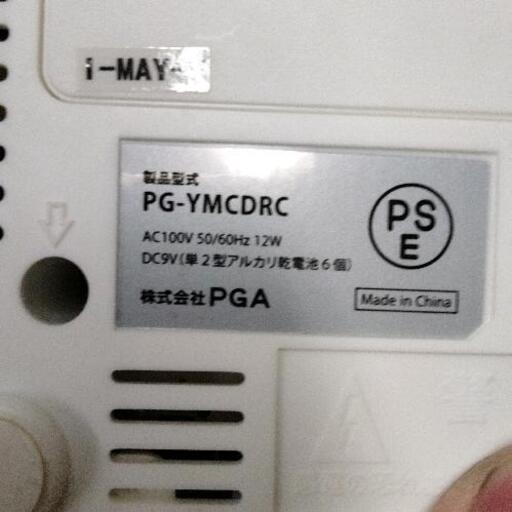 1-MAY-
製品型式
PG-YMCDRC
AC100V 50/60Hz 12W
DC9V(単2型アルカリ乾電池6個)
株式会社PGA
PS
E
Made in China